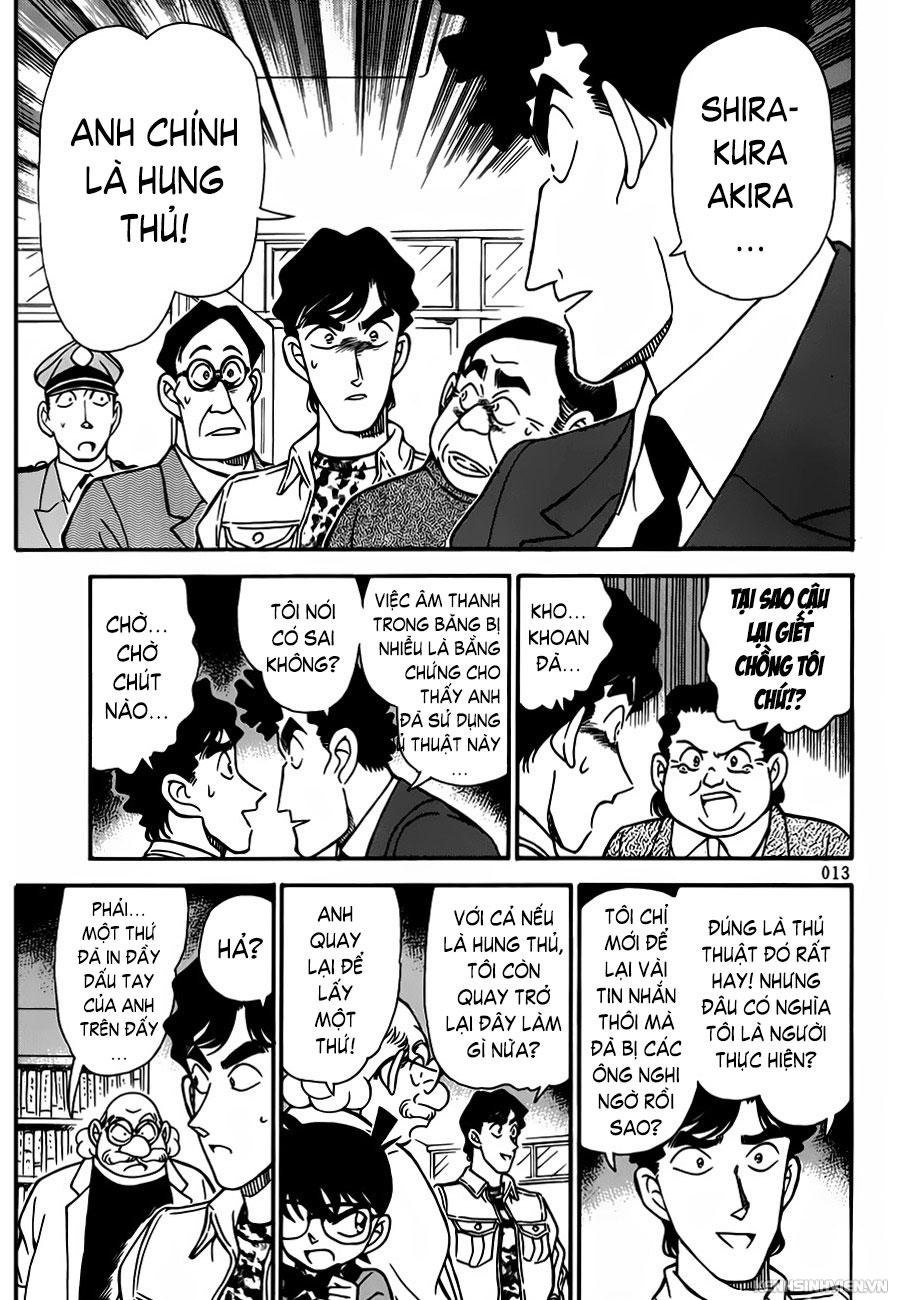 SHIRA-
KURA
AKIRA
...
ANH CHÍNH
LÀ HUNG
THỦ!
TẠI SAO CẬU
LẠI GIẾT
CHỒNG TÔI
CHỨ!?
KHO...
KHOAN
ĐÃ...
VIỆC ÂM THANH
TRONG BĂNG BỊ
NHIỄU LÀ BẰNG
CHỨNG CHO
THẤY ANH
ĐÃ SỬ DỤNG
THUẬT NÀY
...
TÔI NÓI
CÓ SAI
KHÔNG?
CHỜ...
CHỜ
CHÚT
NÀO...
013
ĐÚNG LÀ THỦ
THUẬT ĐÓ RẤT
HAY! NHƯNG
ĐÂU CÓ NGHĨA
TÔI LÀ NGƯỜI
THỰC HIỆN?
TÔI CHỈ
MỚI ĐỂ
LẠI VÀI
TIN NHẮN
THÔI MÀ
ĐÃ BỊ CÁC
ÔNG NGHI
NGỜ RỒI
SAO?
VỚI CẢ NẾU
LÀ HUNG THỦ,
TÔI CÒN
QUAY TRỞ
LẠI ĐÂY LÀM
GÌ NỮA?
ANH
QUAY
LẠI ĐỂ
LẤY
MỘT
THỨ!
HẢ?
PHẢI...
MỘT THỨ
ĐÃ IN ĐẦY
DẤU TAY
CỦA ANH
TRÊN ĐẤY
...
KENHSINHVIEN.VN